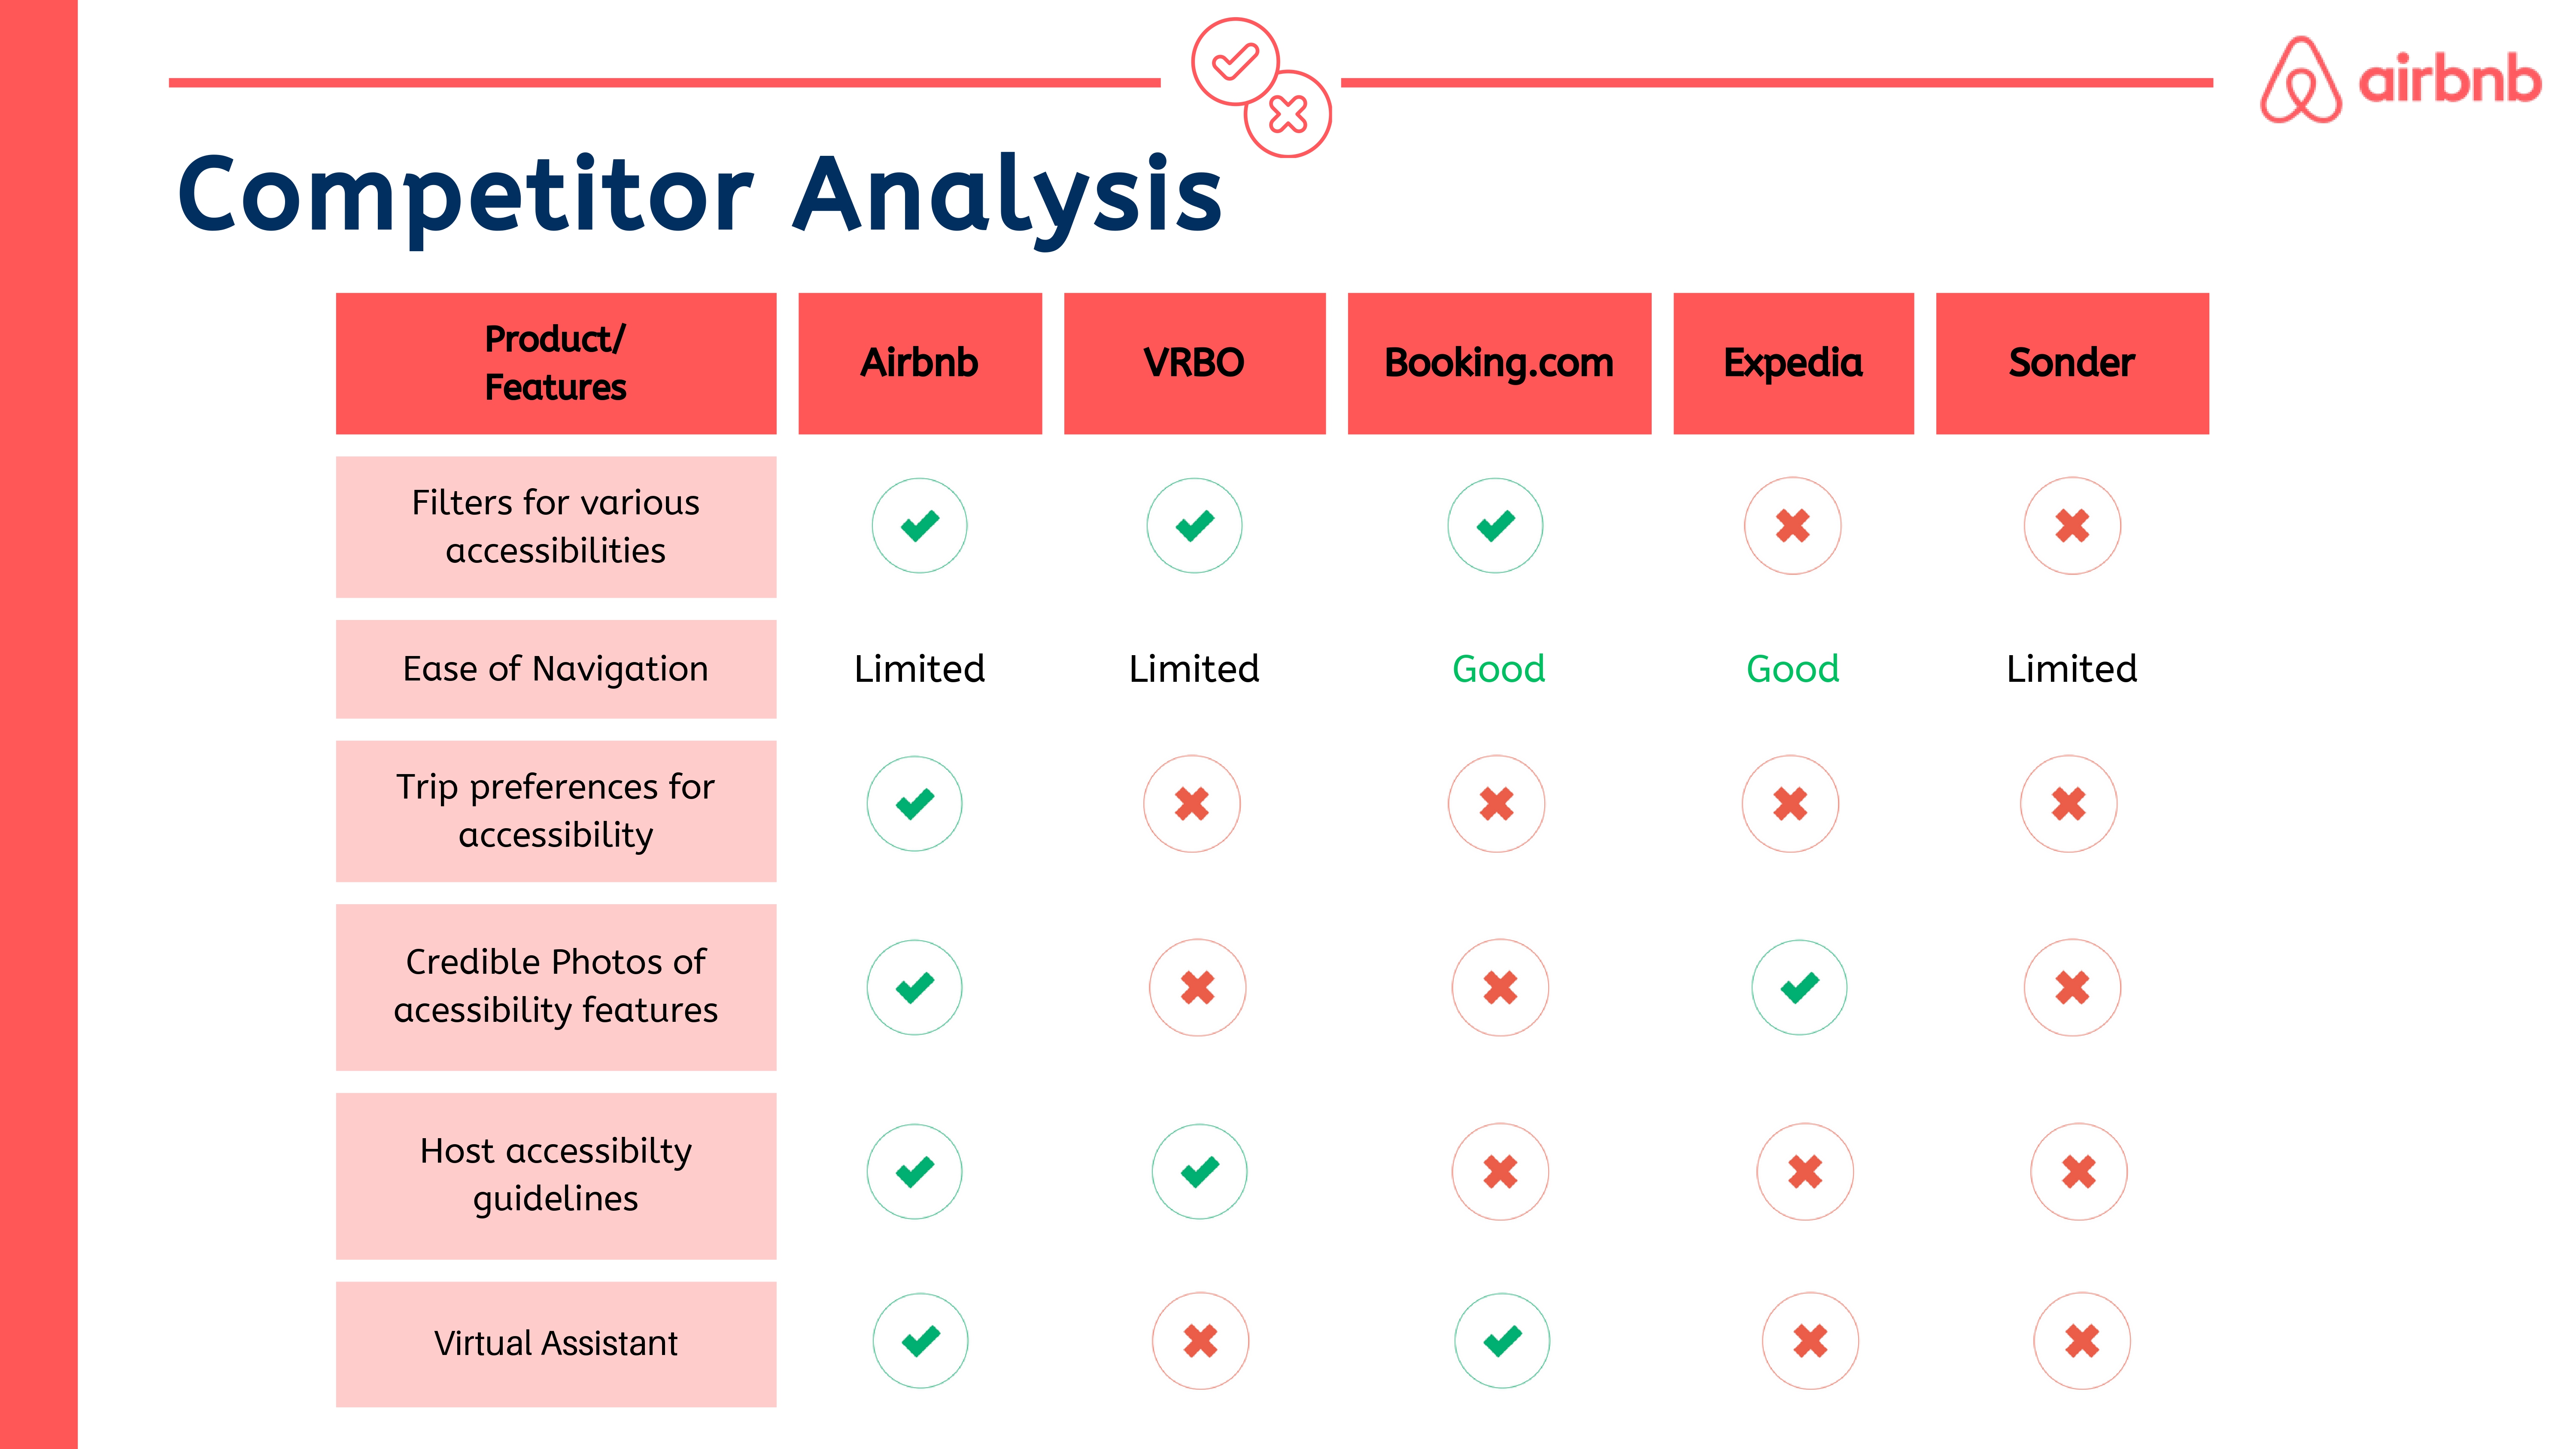 airbnb
Competitor Analysis
Product/
Features
Airbnb
VRBO
Booking.com
Expedia
Sonder
Filters for various
accessibilities
Ease of Navigation
Limited
Limited
Good
Good
Limited
Trip preferences for
accessibility
Credible Photos of
acessibility features
Host accessibilty
guidelines
Virtual Assistant